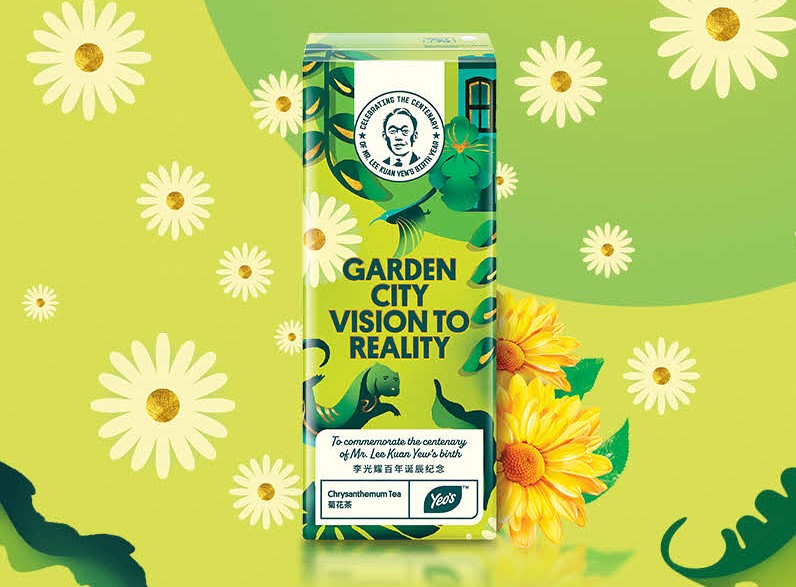 CELEBRATING THE CENTENARY
OF MR. LEE KUAN YEW'S BIRTH YEAR
GARDEN
CITY
VISION TO
REALITY
To commemorate the centenary
of Mr. Lee Kuan Yew's birth
李光耀百年诞辰纪念
Chrysanthemum Tea
菊花茶
Yeo's™